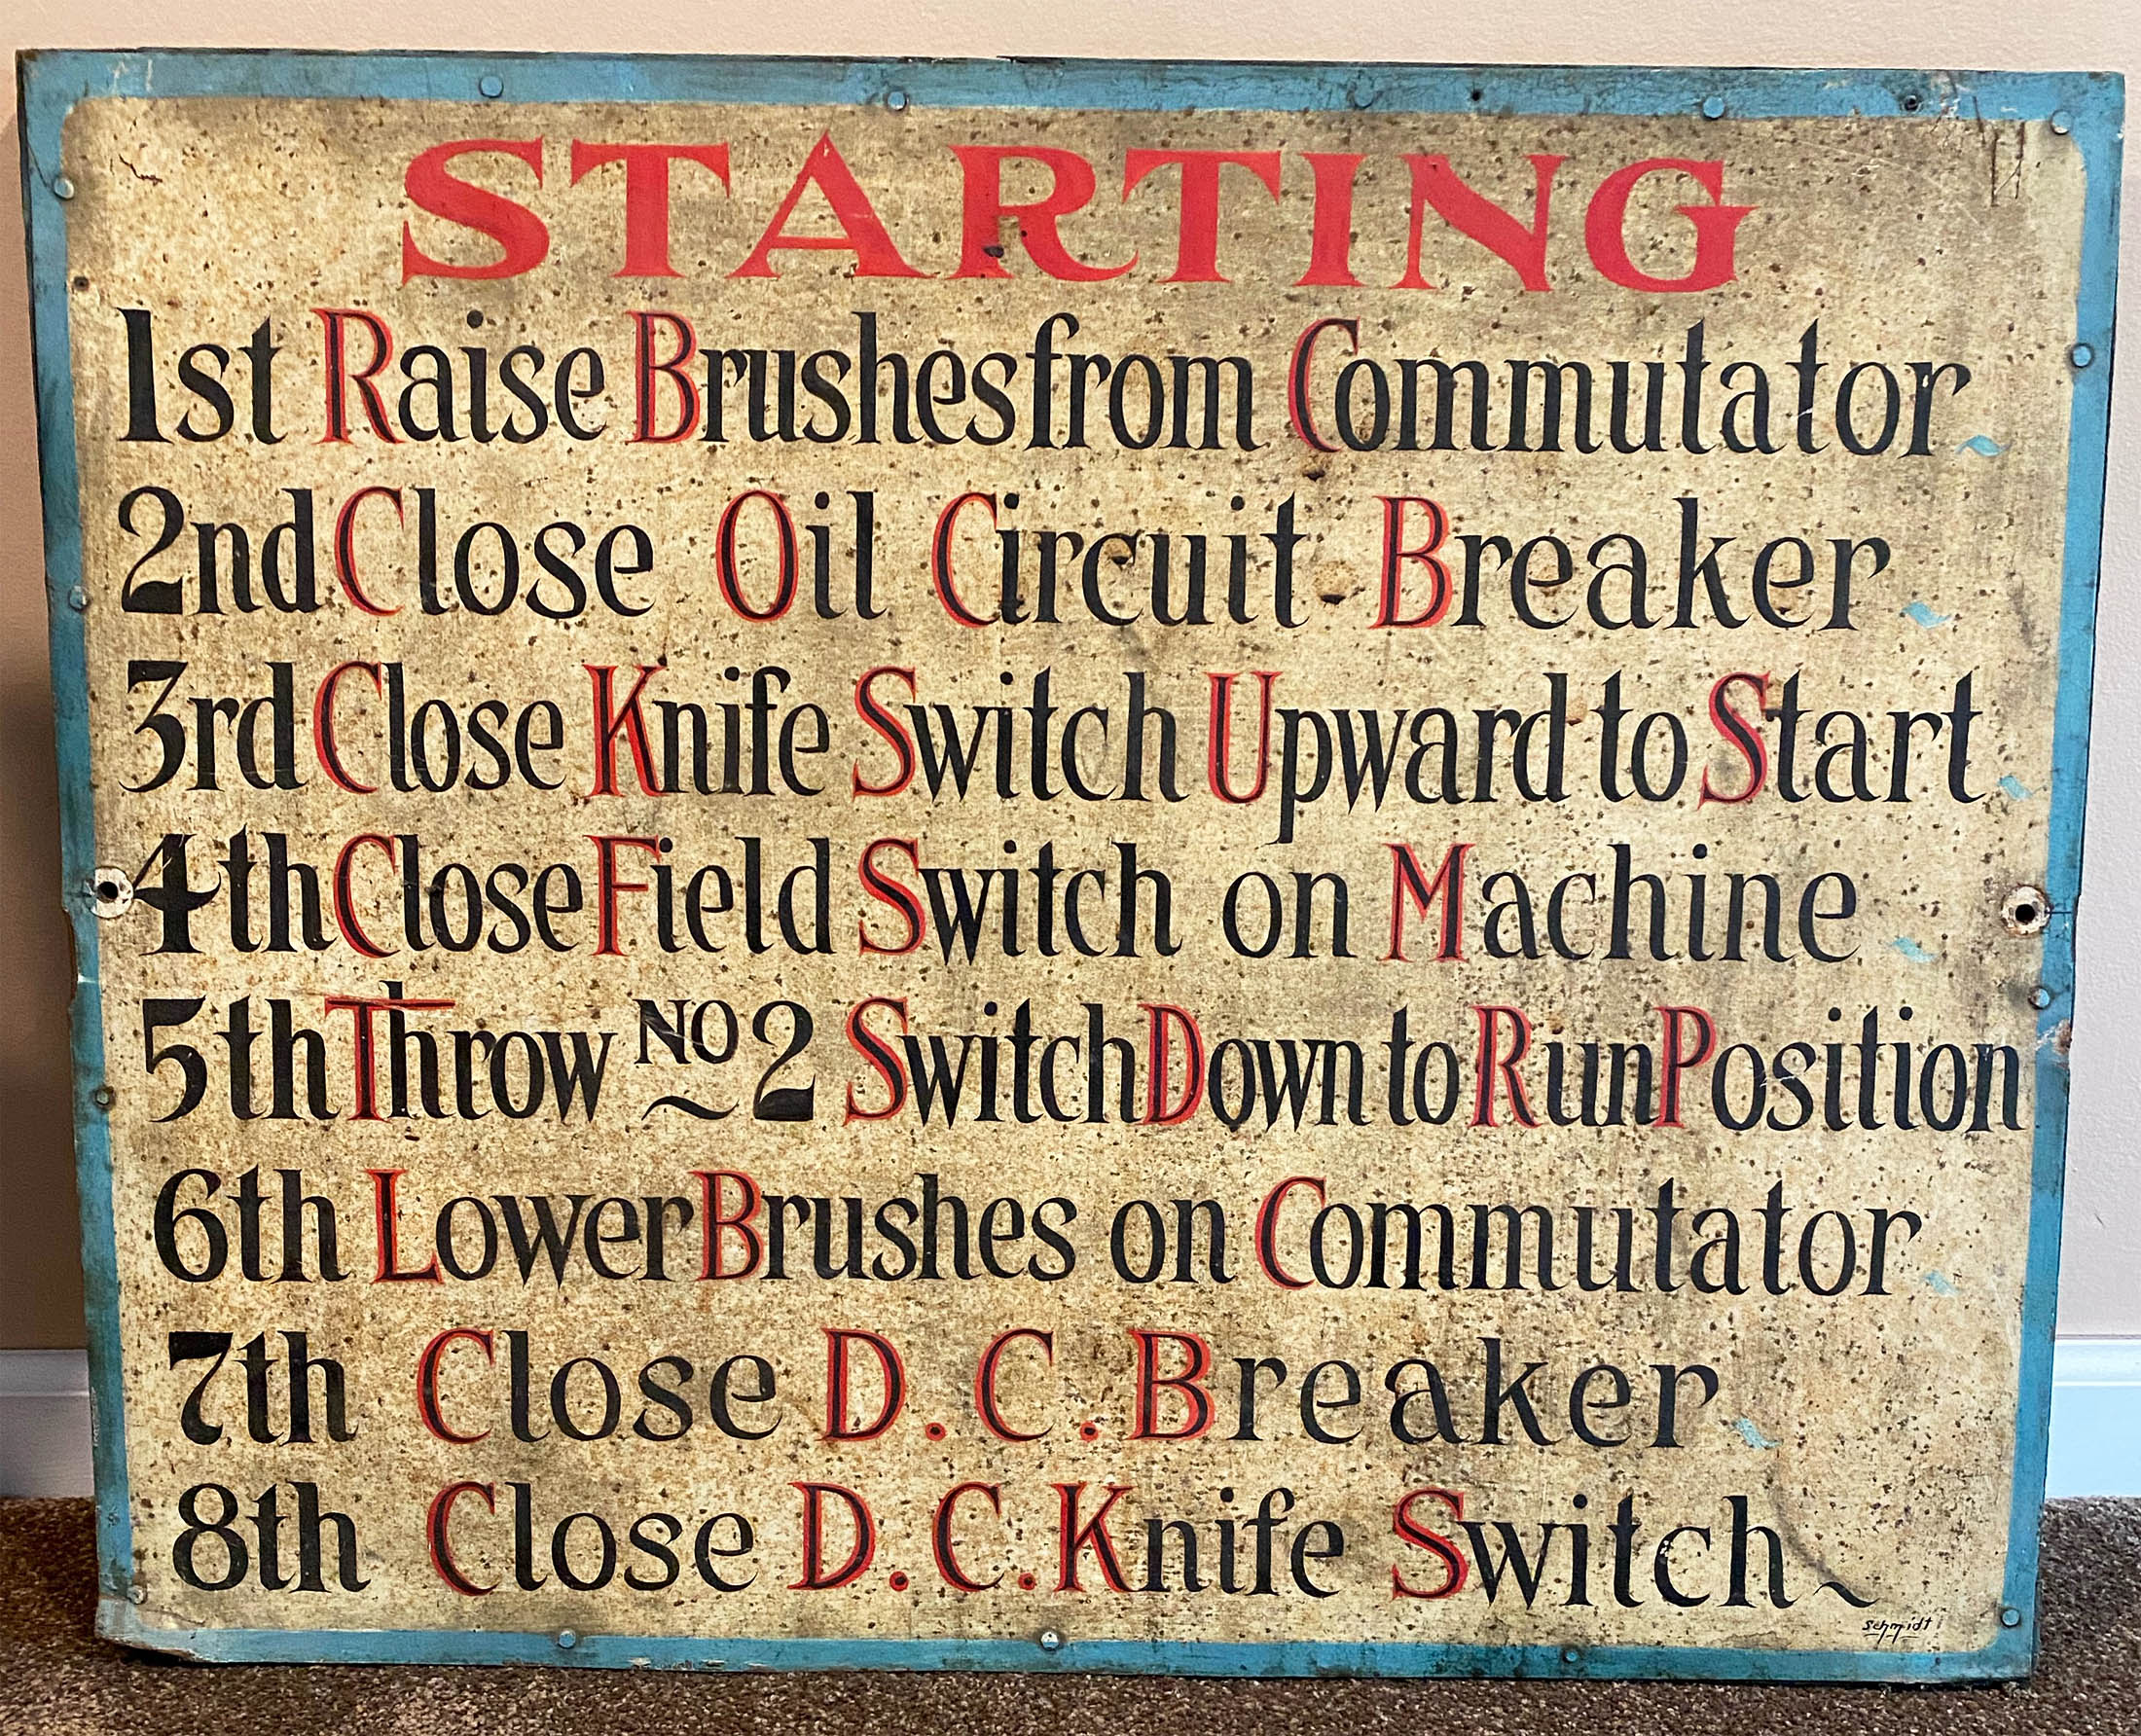 STARTING
1st Raise Brushes from Commutator
2nd Close Oil Circuit Breaker
3rd Close Knife Switch Upward to Start
4th Close Field Switch on Machine
5th Throw NO 2 Switch Down to Run Position
6th Lower Brushes on Commutator
7th Close D.C. Breaker
8th Close D.C. Knife Switch
Schmidt